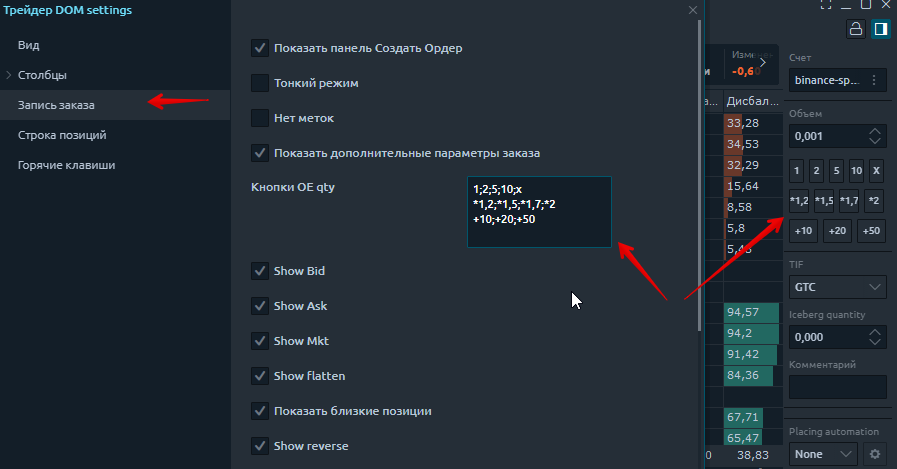 Трейдер DOM settings
Вид
Столбцы
Запись заказа
Строка позиций
Горячие клавиши
Показать панель Создать Ордер
Тонкий режим
Нет меток
Показать дополнительные параметры заказа
Кнопки OE qty
1;2;5;10;x
*1,2;*1,5;*1,7;*2
+10;+20;+50
Show Bid
Show Ask
Show Mkt
Show flatten
Показать близкие позиции
Show reverse
-0,60
Дисбал...
33,28
34,53
32,29
15,64
8,58
5,8
94,57
94,2
91,42
84,36
67,71
65,47
38,83
Счет
binance-sp...
Объем
0,001
1 2 5 10 X
*1,2 *1,5 *1,7 *2
+10 +20 +50
TIF
GTC
Iceberg quantity
0,000
Комментарий
Placing automation
None